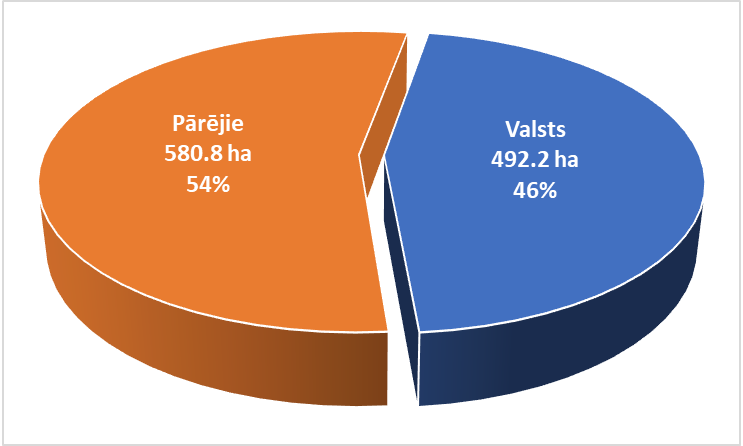 Pārējie
580.8 ha
54%
Valsts
492.2 ha
46%